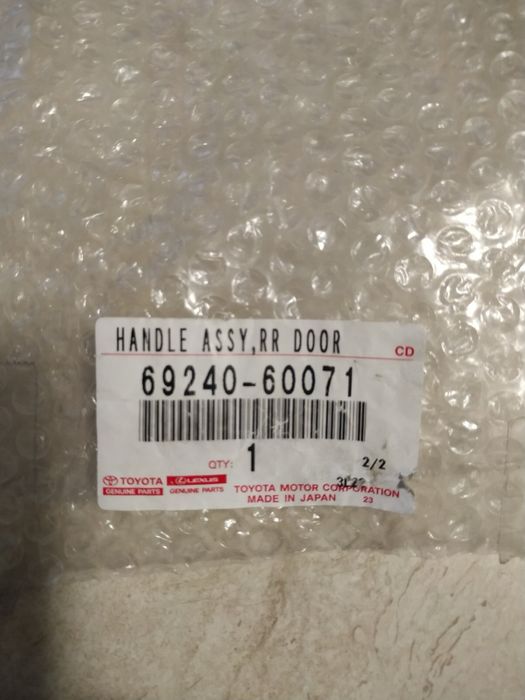 HANDLE ASSY,RR DOOR
CD
69240-60071
QTY: 1
2/2
TOYOTA LEXUS
GENUINE PARTS GENUINE PARTS
TOYOTA MOTOR CORPORATION
MADE IN JAPAN 23